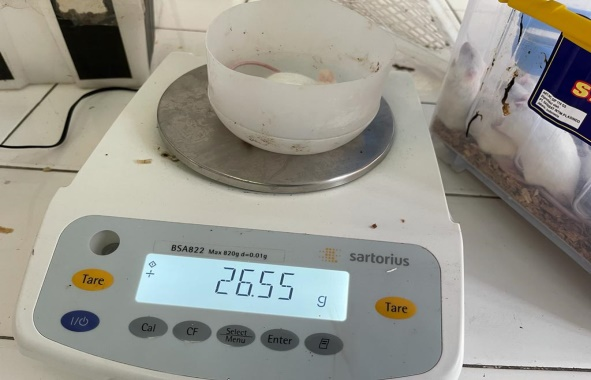 BSA822 Max 820g d=0.01g
sartorius
26.55 g
Tare
Tare
I/
Cal
CF
Select
Menu
Enter